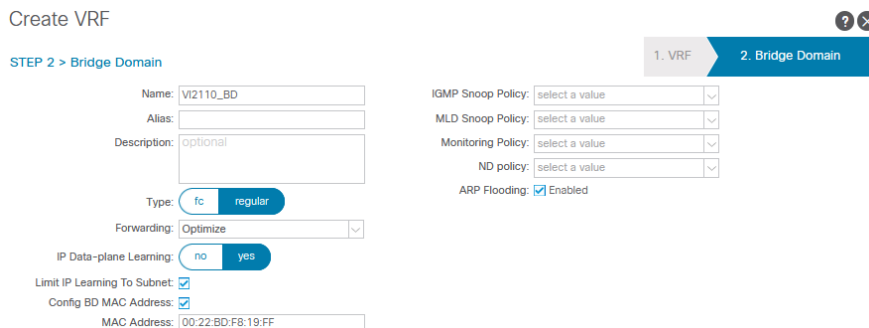 Create VRF
?
STEP 2 > Bridge Domain
1. VRF
2. Bridge Domain
Name: VI2110_BD
Alias:
Description: optional
Type: fc regular
Forwarding: Optimize
IP Data-plane Learning: no yes
Limit IP Learning To Subnet:
Config BD MAC Address:
MAC Address: 00:22:BD:F8:19:FF
IGMP Snoop Policy: select a value
MLD Snoop Policy: select a value
Monitoring Policy: select a value
ND policy: select a value
ARP Flooding: Enabled